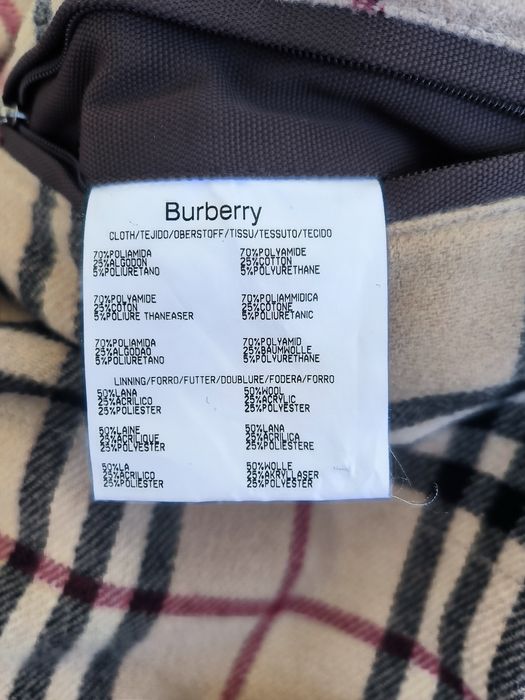 Burberry
CLOTH/TEJIDO/OBERSTOFF/TISSU/TESSUTO/TECIDO
70%POLIAMIDA
25%ALGODON
5%POLIURETANO
70%POLYAMIDE
25%COTTON
5%POLYURETHANE
70%POLYAMIDE
25%COTON
5%POLIURE THANEASER
70%POLIAMMIDICA
25%COTONE
5%POLIURETANIC
70%POLIAMIDA
25%ALGODAO
5%POLIURETANO
70%POLYAMID
25%BAUMWOLLE
5%POLYURETHANE
LINNING/FORRO/FUTTER/DOUBLURE/FODERA/FORRO
50%LANA
25%ACRILICO
25%POLIESTER
50%WOOL
25%ACRYLIC
25%POLYESTER
50%LAINE
25%ACRILIQUE
25%POLYESTER
50%LANA
25%ACRILICA
25%POLIESTERE
50%LA
25%ACRILICO
25%POLIESTER
50%WOLLE
25%AKRYLLASER
25%POLYESTER